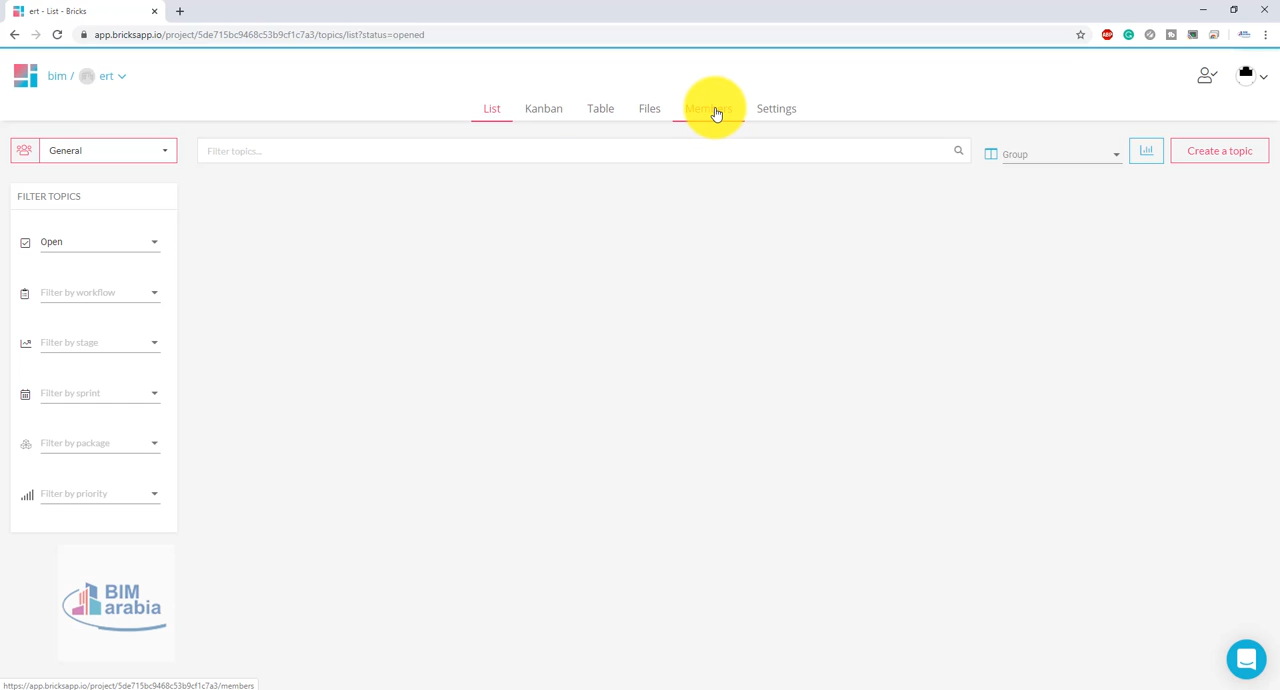 ert - List - Bricks
app.bricksapp.io/project/5de715bc9468c53b9cf1c7a3/topics/list?status=opened
bim / ert
List Kanban Table Files Members Settings
General
Filter topics...
Group
Create a topic
FILTER TOPICS
Open
Filter by workflow
Filter by stage
Filter by sprint
Filter by package
Filter by priority
BIM
arabia
https://app.bricksapp.io/project/5de715bc9468c53b9cf1c7a3/members